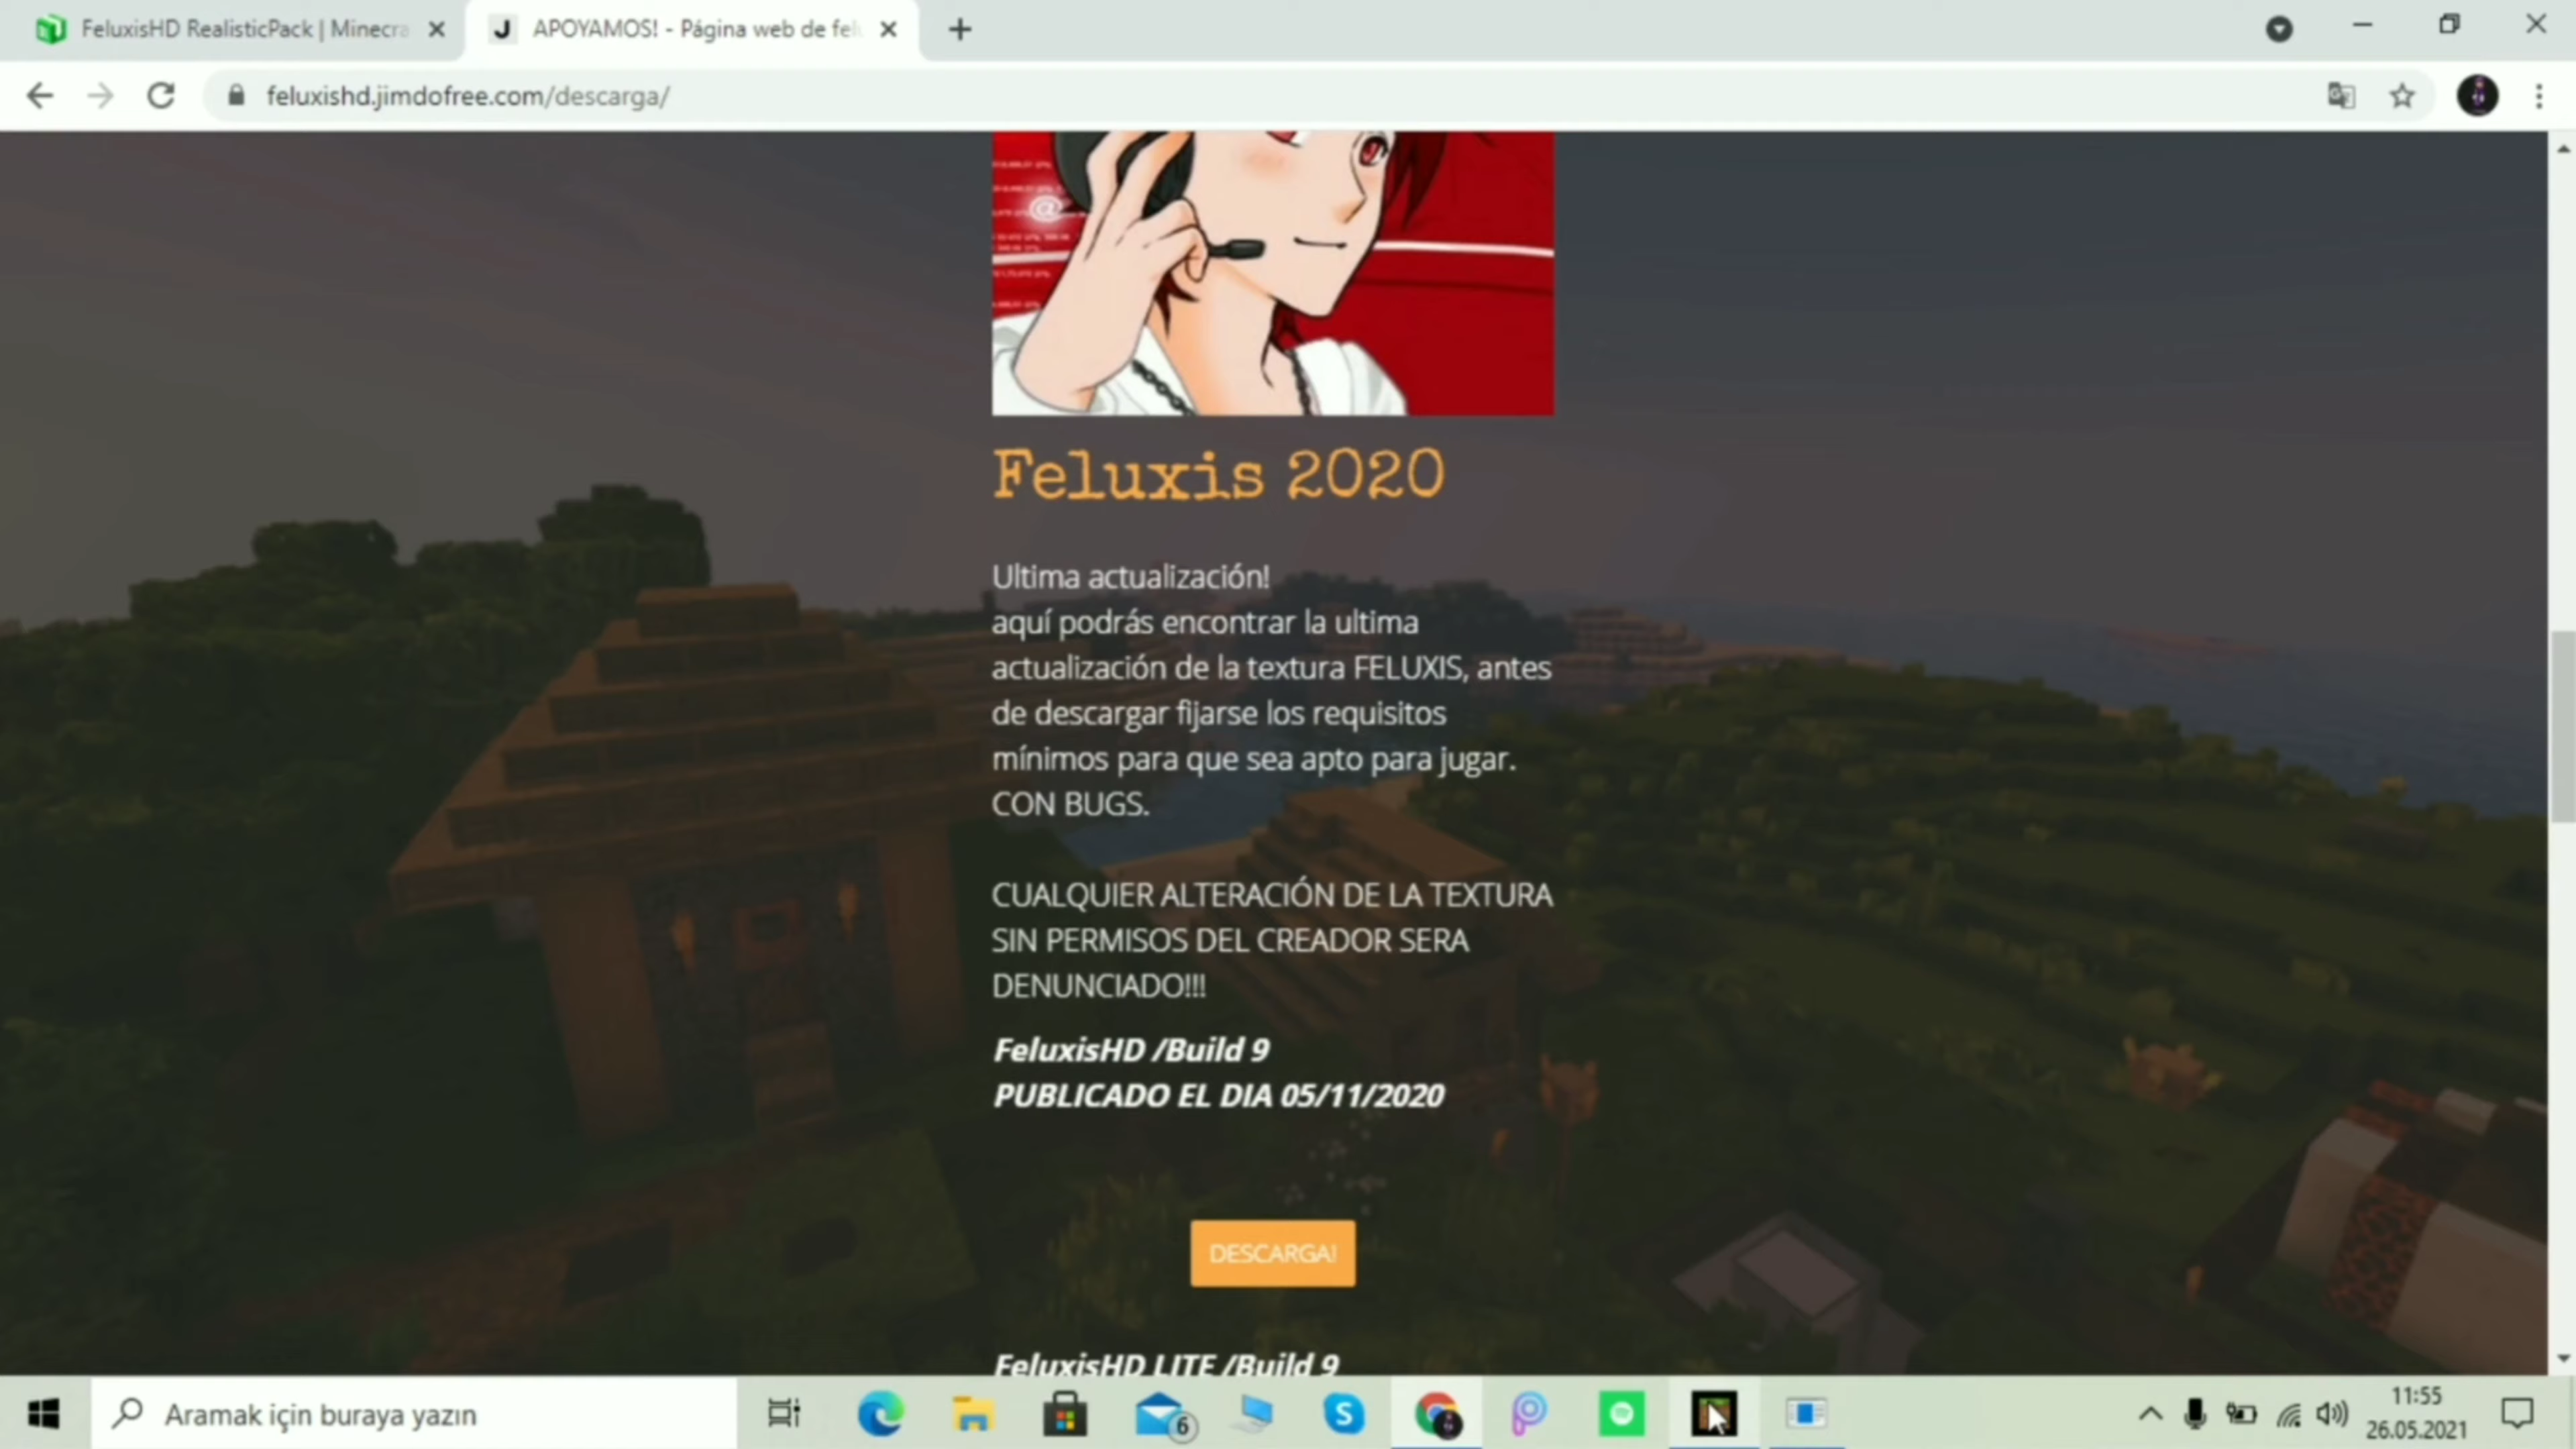 FeluxisHD RealisticPack | Minecra
APOYAMOS! - Página web de fel
feluxishd.jimdofree.com/descarga/
@
Feluxis 2020
Ultima actualización!
aquí podrás encontrar la ultima
actualización de la textura FELUXIS, antes
de descargar fijarse los requisitos
mínimos para que sea apto para jugar.
CON BUGS.
CUALQUIER ALTERACIÓN DE LA TEXTURA
SIN PERMISOS DEL CREADOR SERA
DENUNCIADO!!!
FeluxisHD /Build 9
PUBLICADO EL DIA 05/11/2020
DESCARGA!
FeluxisHD LITE /Build 9
Aramak için buraya yazın
6
11:55
26.05.2021